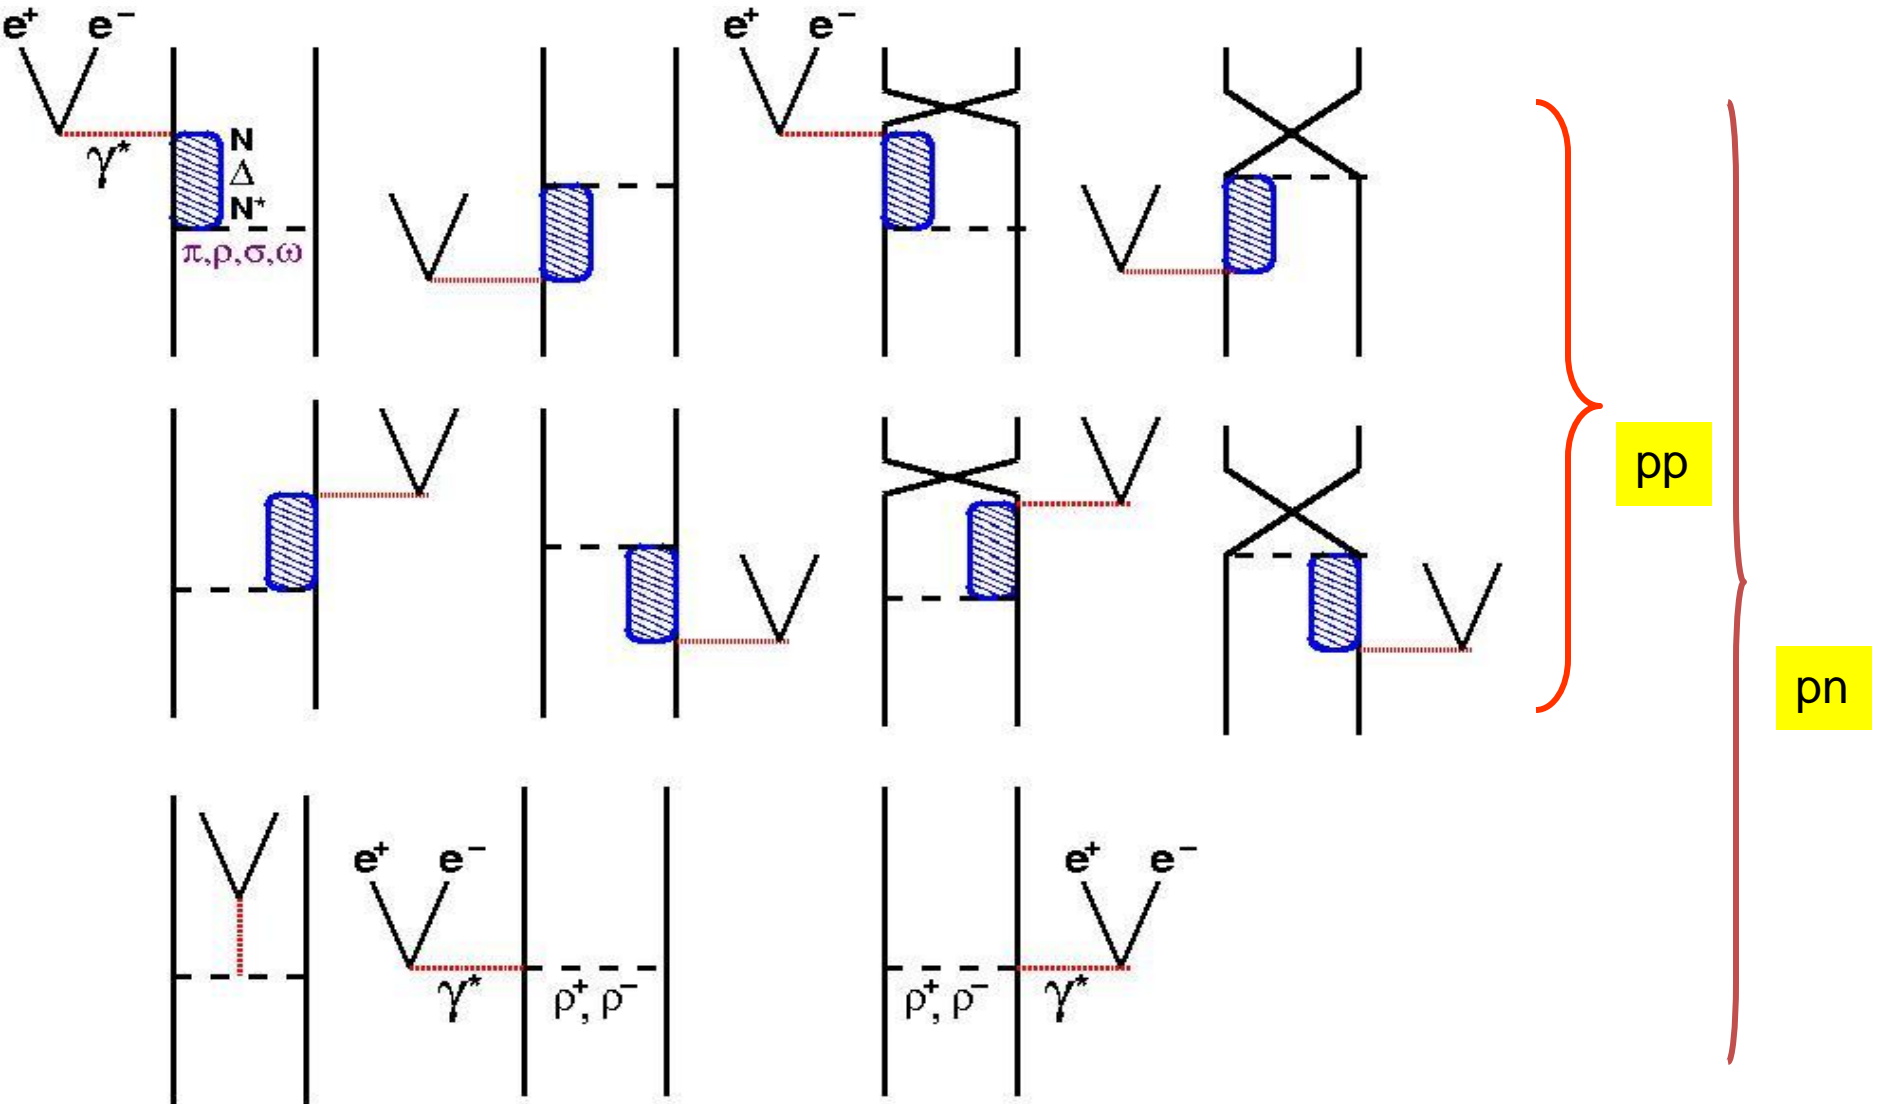 e⁺ e⁻
e⁺ e⁻
γ*
N
Δ
N*
π,ρ,σ,ω
pp
pn
e⁺ e⁻
e⁺ e⁻
γ*
ρ⁺, ρ⁻
ρ⁺, ρ⁻
γ*